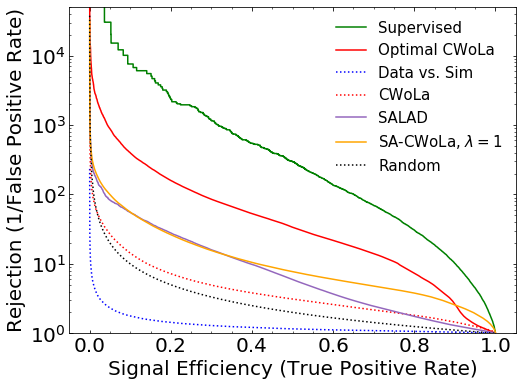 Rejection (1/False Positive Rate)
10⁴
10³
10²
10¹
10⁰
Supervised
Optimal CWoLa
Data vs. Sim
CWoLa
SALAD
SA-CWoLa, λ = 1
Random
0.0 0.2 0.4 0.6 0.8 1.0
Signal Efficiency (True Positive Rate)